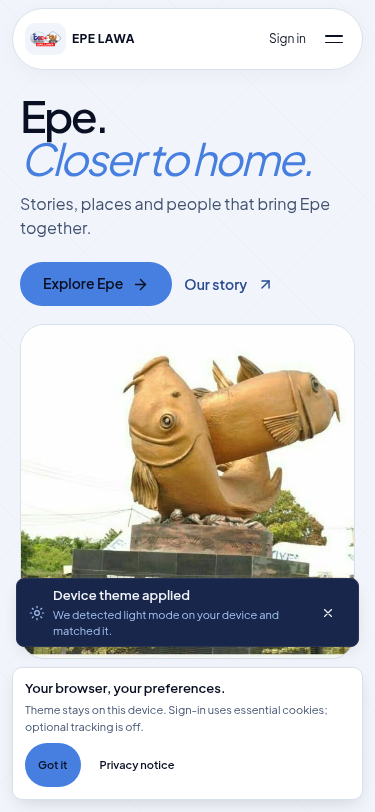 EPE LAWA
Sign in
Epe.
Closer to home.
Stories, places and people that bring Epe
together.
Explore Epe
Our story
Device theme applied
We detected light mode on your device and
matched it.
Your browser, your preferences.
Theme stays on this device. Sign-in uses essential cookies;
optional tracking is off.
Got it
Privacy notice